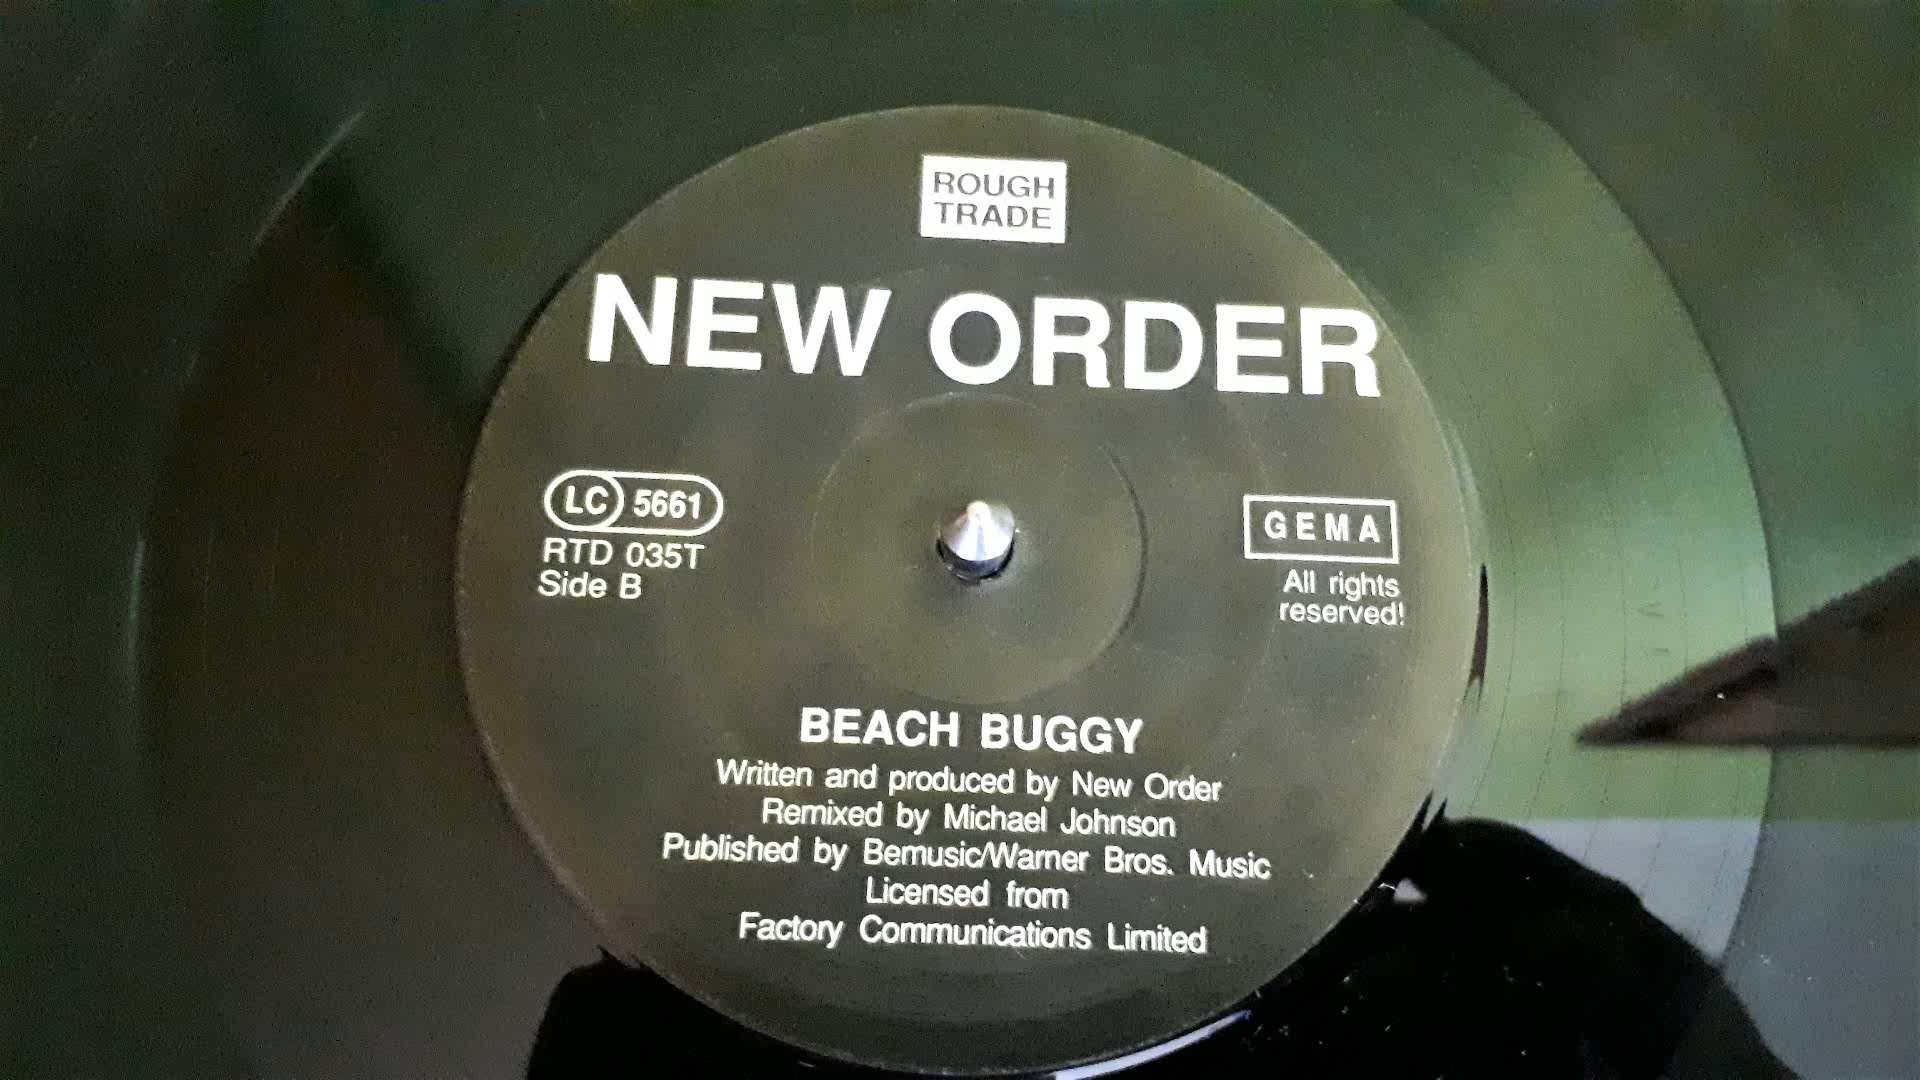 ROUGH
TRADE
NEW ORDER
LC 5661
RTD 035T
Side B
GEMA
All rights
reserved!
BEACH BUGGY
Written and produced by New Order
Remixed by Michael Johnson
Published by Bemusic/Warner Bros. Music
Licensed from
Factory Communications Limited